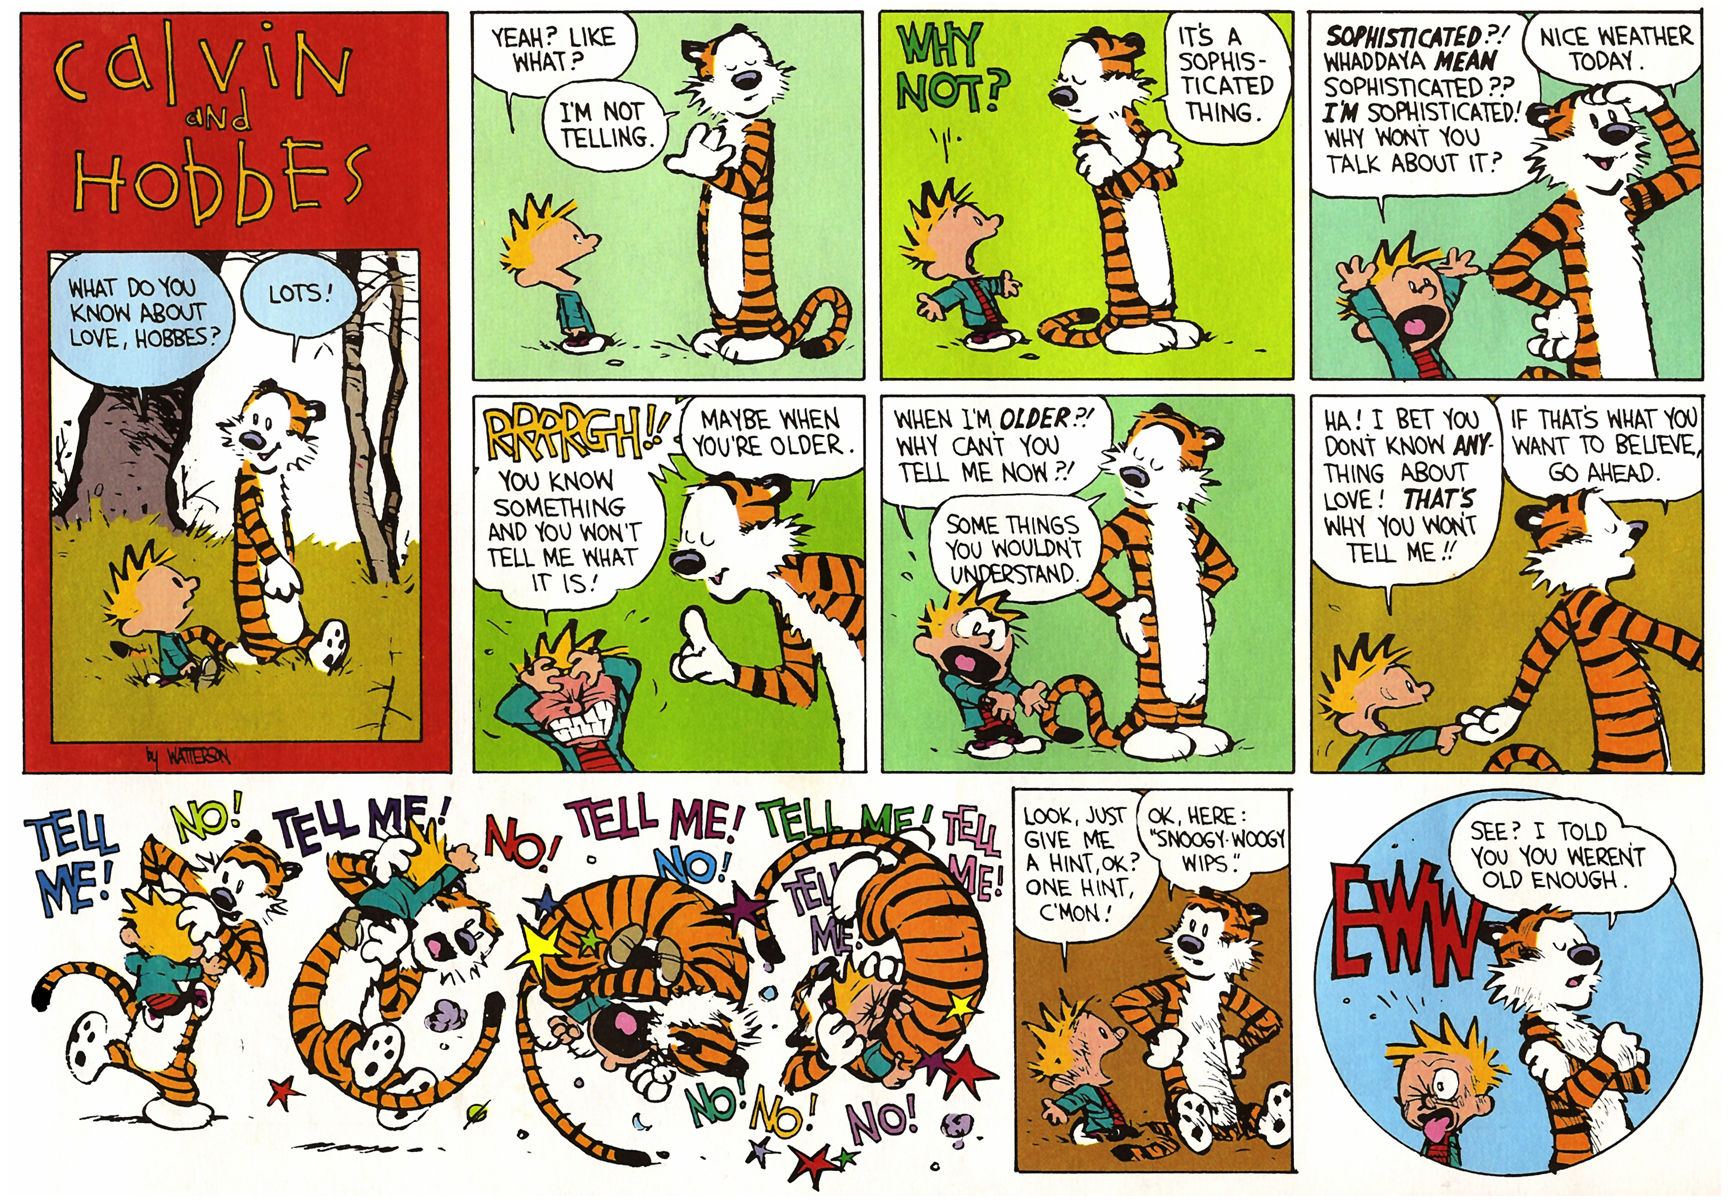 CALVIN
AND
HOBBES
WHAT DO YOU
KNOW ABOUT
LOVE, HOBBES?
LOTS!
by WATTERSON
YEAH? LIKE
WHAT?
I'M NOT
TELLING.
WHY
NOT?
IT'S A
SOPHIS-
TICATED
THING.
SOPHISTICATED?!
WHADDAYA MEAN
SOPHISTICATED??
I'M SOPHISTICATED!
WHY WON'T YOU
TALK ABOUT IT?
NICE WEATHER
TODAY.
RRRRGH!!
YOU KNOW
SOMETHING
AND YOU WON'T
TELL ME WHAT
IT IS!
MAYBE WHEN
YOU'RE OLDER.
WHEN I'M OLDER?!
WHY CAN'T YOU
TELL ME NOW?!
SOME THINGS
YOU WOULDN'T
UNDERSTAND.
HA! I BET YOU
DON'T KNOW ANY-
THING ABOUT
LOVE! THAT'S
WHY YOU WON'T
TELL ME!!
IF THAT'S WHAT YOU
WANT TO BELIEVE,
GO AHEAD.
TELL
ME!
NO!
TELL ME!
NO!
TELL ME!
NO!
TELL ME!
TELL
ME!
TELL
ME!
NO!
NO!
NO!
LOOK, JUST
GIVE ME
A HINT, OK?
ONE HINT,
C'MON!
OK, HERE:
"SNOOGY-WOOGY
WIPS."
EWW
SEE? I TOLD
YOU YOU WEREN'T
OLD ENOUGH.